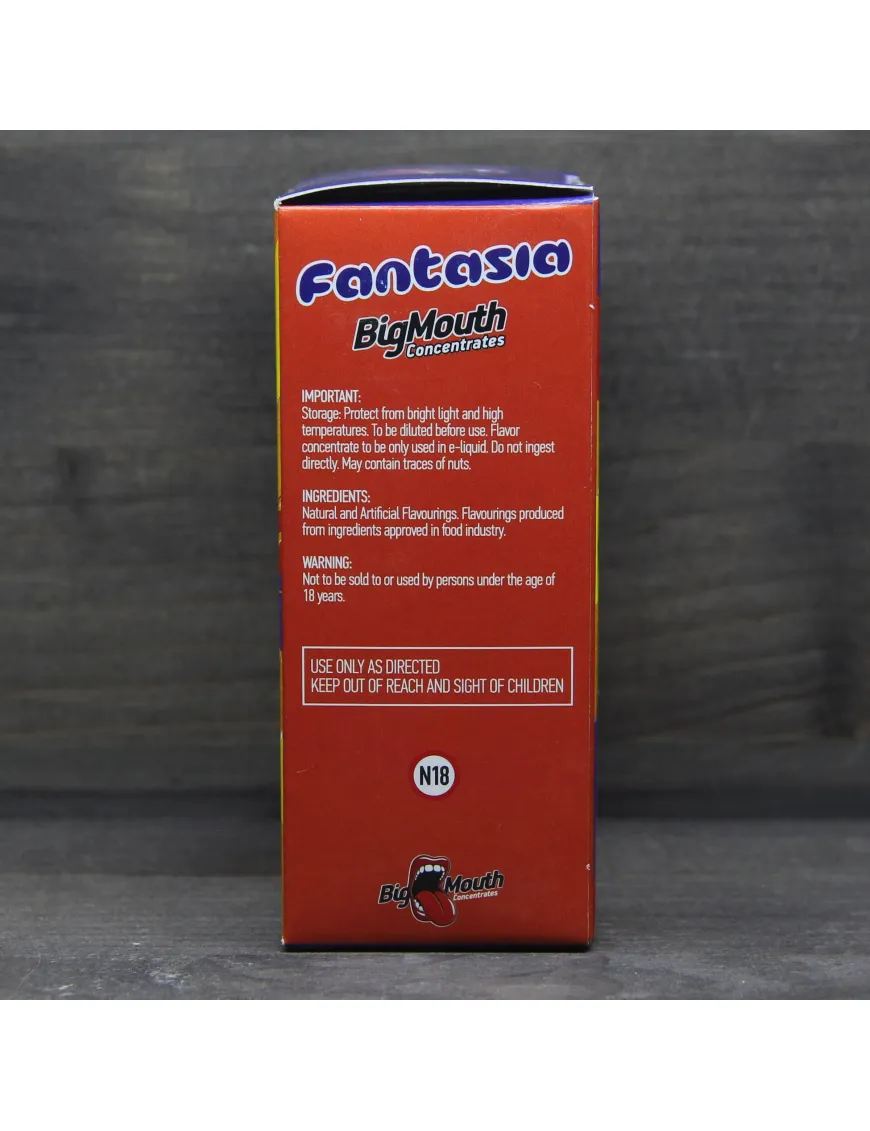 Fantasia
BigMouth
Concentrates
IMPORTANT:
Storage: Protect from bright light and high
temperatures. To be diluted before use. Flavor
concentrate to be only used in e-liquid. Do not ingest
directly. May contain traces of nuts.
INGREDIENTS:
Natural and Artificial Flavourings. Flavourings produced
from ingredients approved in food industry.
WARNING:
Not to be sold to or used by persons under the age of
18 years.
USE ONLY AS DIRECTED
KEEP OUT OF REACH AND SIGHT OF CHILDREN
N18
Big Mouth
Concentrates